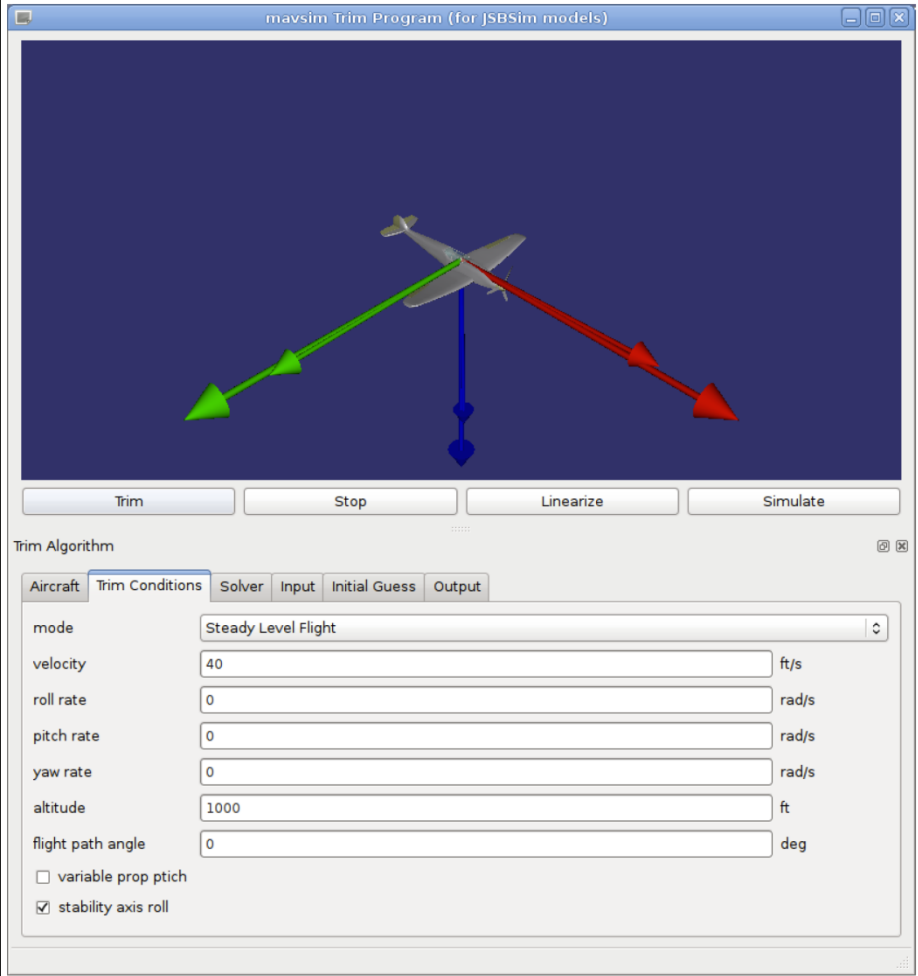 mavsim Trim Program (for JSBSim models)
Trim Stop Linearize Simulate
Trim Algorithm
Aircraft Trim Conditions Solver Input Initial Guess Output
mode Steady Level Flight
velocity 40 ft/s
roll rate 0 rad/s
pitch rate 0 rad/s
yaw rate 0 rad/s
altitude 1000 ft
flight path angle 0 deg
variable prop ptich
stability axis roll